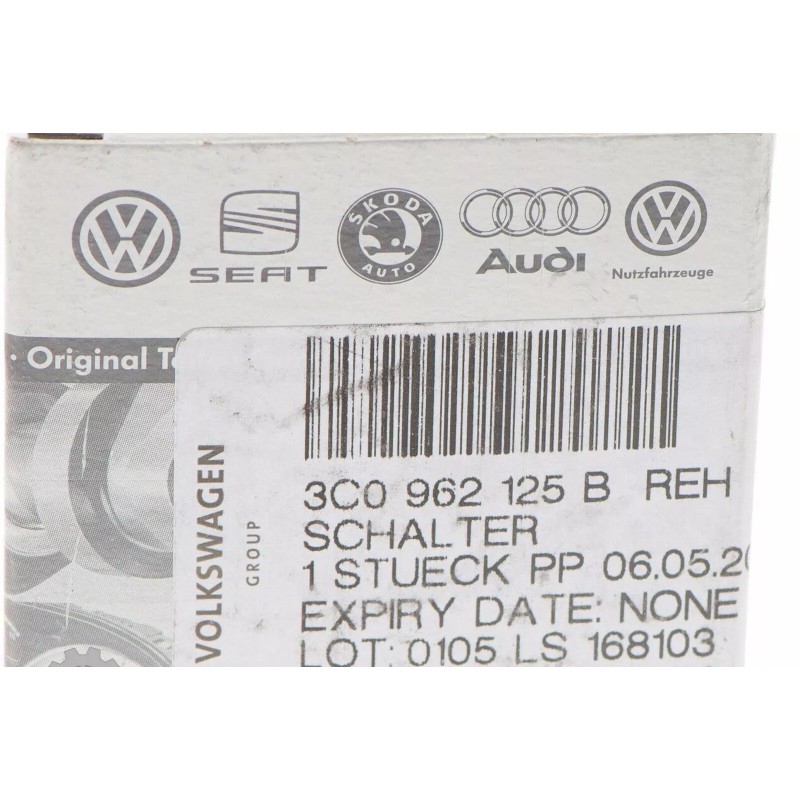 SEAT
SKODA
AUTO
Audi
Nutzfahrzeuge
· Original
VOLKSWAGEN
GROUP
3C0 962 125 B REH
SCHALTER
1 STUECK PP 06.05.20
EXPIRY DATE: NONE
LOT: 0105 LS 168103